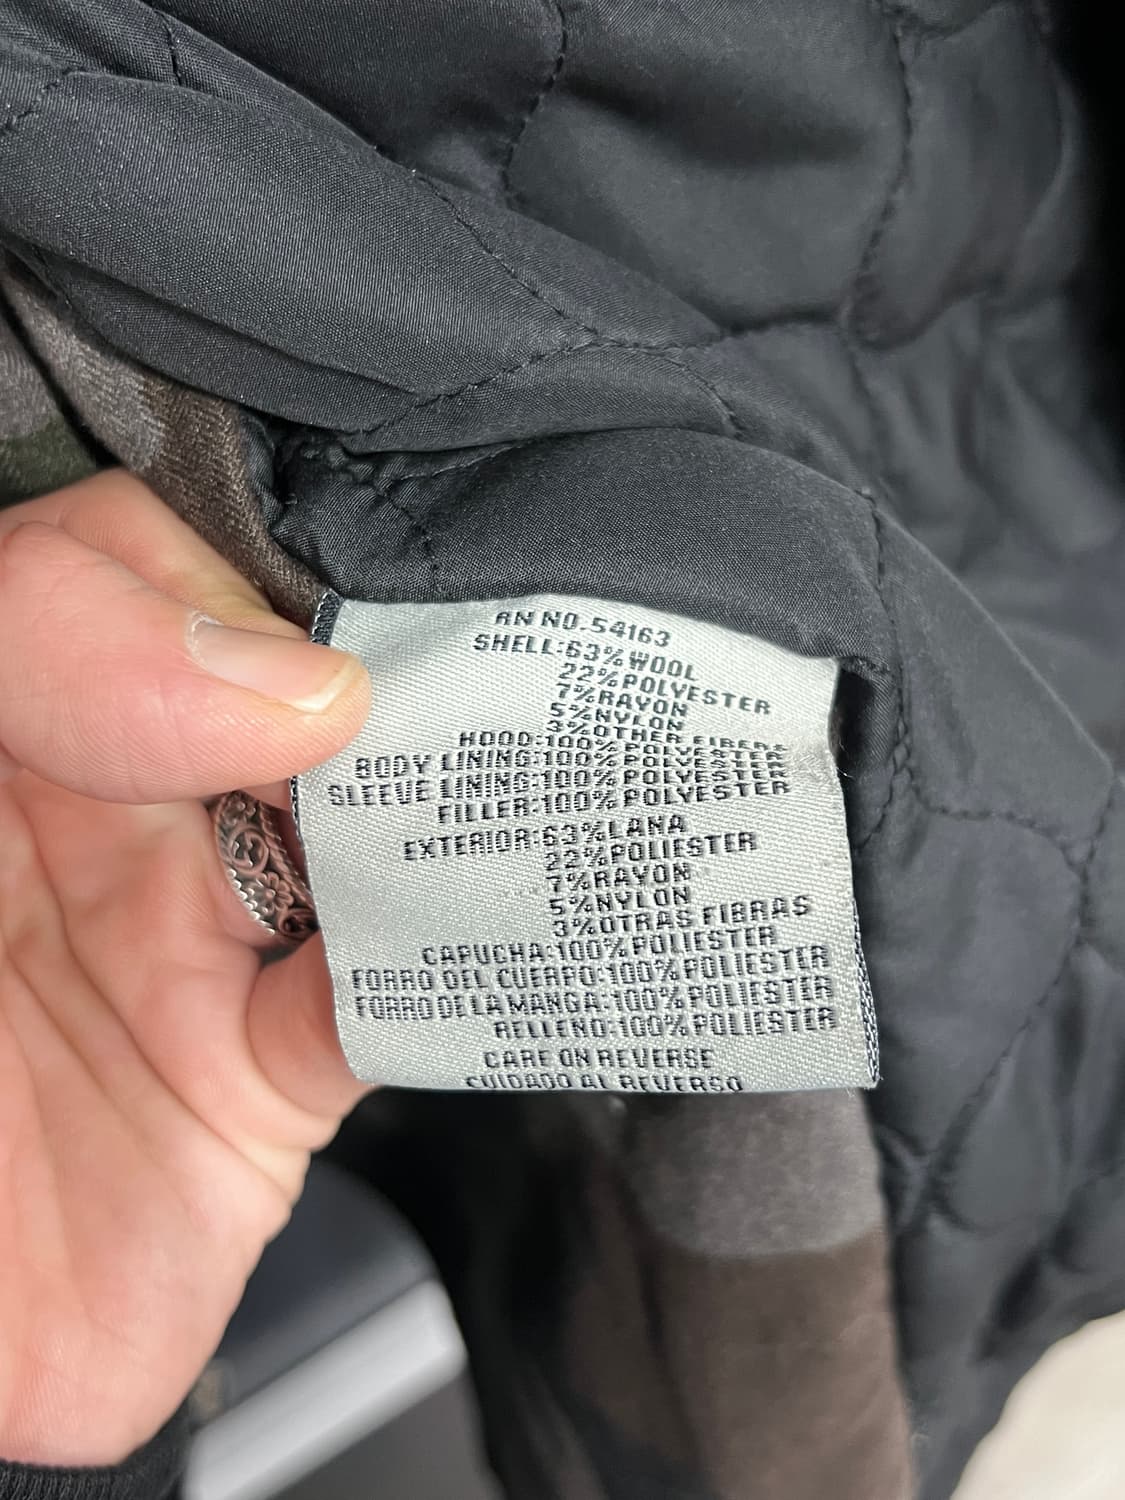 RN NO.54163
SHELL:63%WOOL
22%POLYESTER
7%RAYON
5%NYLON
3%OTHER FIBERS
HOOD:100% POLYESTER
BODY LINING:100% POLYESTER
SLEEVE LINING:100% POLYESTER
FILLER:100%POLYESTER
EXTERIOR:63%LANA
22%POLIESTER
7%RAYON
5%NYLON
3%OTRAS FIBRAS
CAPUCHA:100%POLIESTER
FORRO DEL CUERPO:100%POLIESTER
FORRO DE LA MANGA:100%POLIESTER
RELLENO:100%POLIESTER
CARE ON REVERSE
CUIDADO AL REVERSO